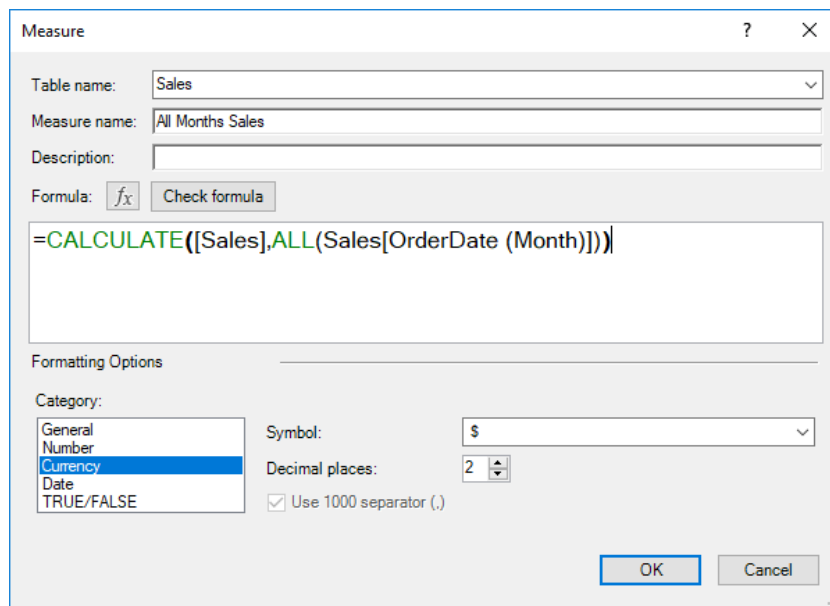 Measure ?
Table name: Sales
Measure name: All Months Sales
Description:
Formula: fx Check formula
=CALCULATE([Sales],ALL(Sales[OrderDate (Month)]))
Formatting Options
Category:
General
Number
Currency
Date
TRUE/FALSE
Symbol: $
Decimal places: 2
Use 1000 separator (,)
OK Cancel